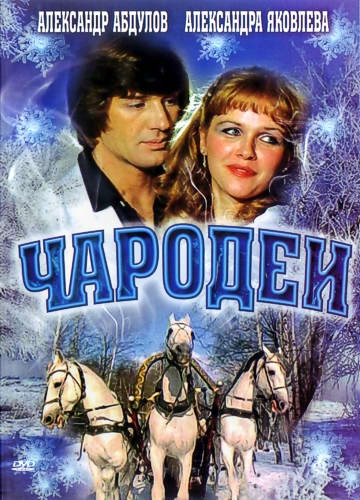 АЛЕКСАНДР АБДУЛОВ АЛЕКСАНДРА ЯКОВЛЕВА
ЧАРОДЕИ
DVD